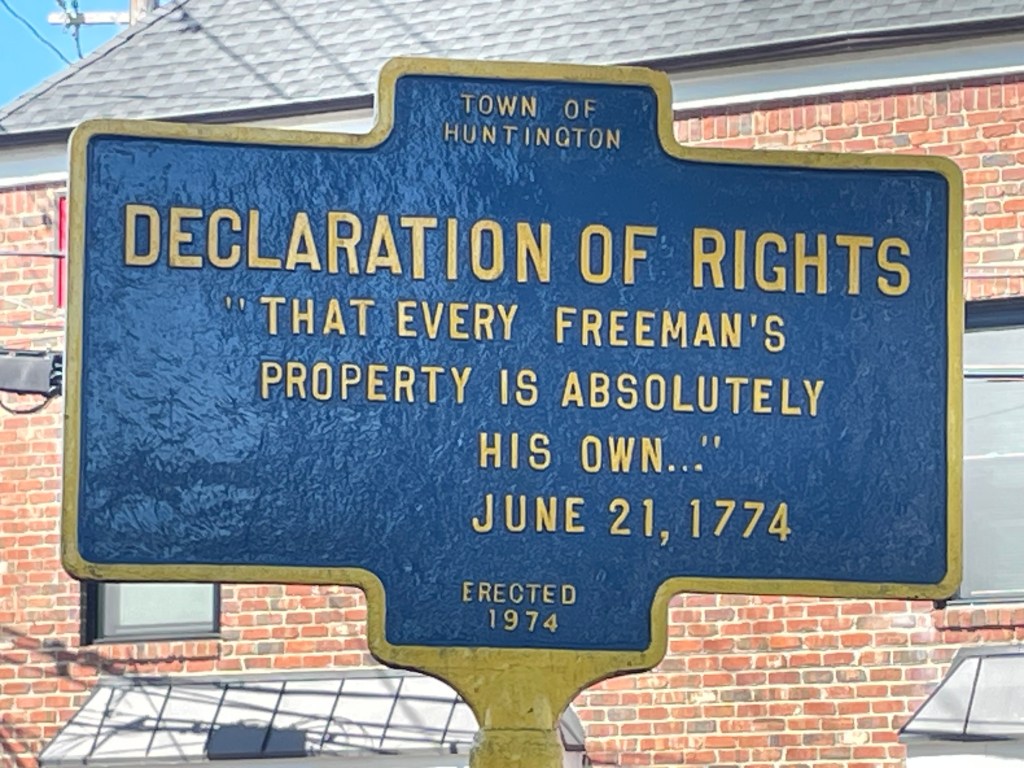 TOWN OF
HUNTINGTON
DECLARATION OF RIGHTS
"THAT EVERY FREEMAN'S
PROPERTY IS ABSOLUTELY
HIS OWN..."
JUNE 21, 1774
ERECTED
1974